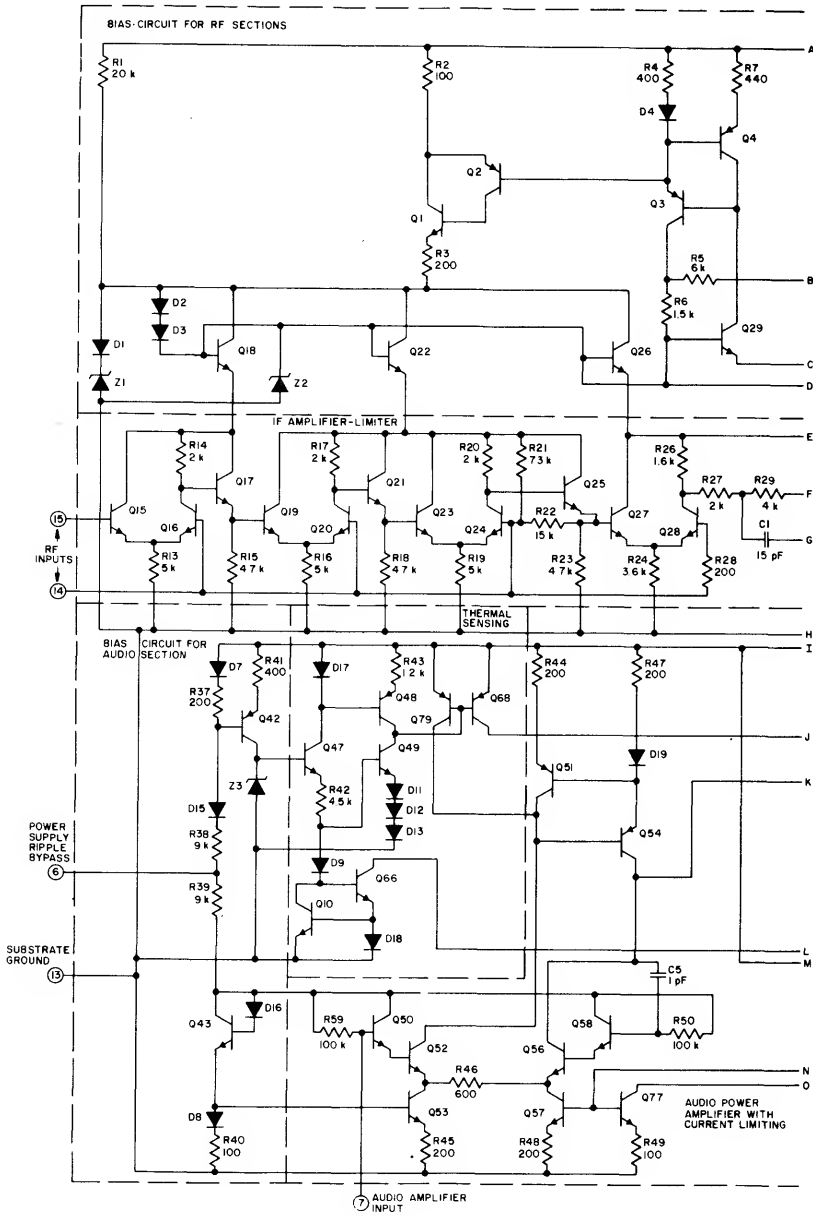 BIAS-CIRCUIT FOR RF SECTIONS
A
R1
20 k
R2
100
R4
400
R7
440
D4
Q4
Q2
Q3
Q1
R3
200
R5
6k
B
R6
1.5k
D2
D3
Q29
D1
Q18
Q22
Q26
C
D
Z1
Z2
IF AMPLIFIER-LIMITER
E
R14
2 k
R17
2 k
R20
2 k
R21
73 k
R26
1.6k
R27
2 k
R29
4 k
F
Q17
Q21
Q25
Q15
Q16
Q19
Q20
Q23
Q24
R22
15 k
Q27
Q28
C1
15 pF
G
15
RF
INPUTS
14
R13
5 k
R15
4.7k
R16
5 k
R18
4.7k
R19
5 k
R23
4.7k
R24
3.6k
R28
200
THERMAL
SENSING
H
BIAS CIRCUIT FOR
AUDIO SECTION
I
D7
R41
400
D17
R43
1.2 k
R44
200
R47
200
R37
200
Q42
Q48
Q68
Q79
J
Q47
Q49
Q51
D19
Z3
R42
4.5 k
D11
K
D15
D12
D13
Q54
POWER
SUPPLY
RIPPLE
BYPASS
6
R38
9 k
R39
9 k
D9
Q66
Q10
D18
L
SUBSTRATE
GROUND
13
M
C5
1 pF
D16
Q43
R59
100 k
Q50
Q58
R50
100 k
Q52
Q56
R46
600
N
O
D8
Q53
Q57
Q77
AUDIO POWER
AMPLIFIER WITH
CURRENT LIMITING
R40
100
R45
200
R48
200
R49
100
7 AUDIO AMPLIFIER
INPUT